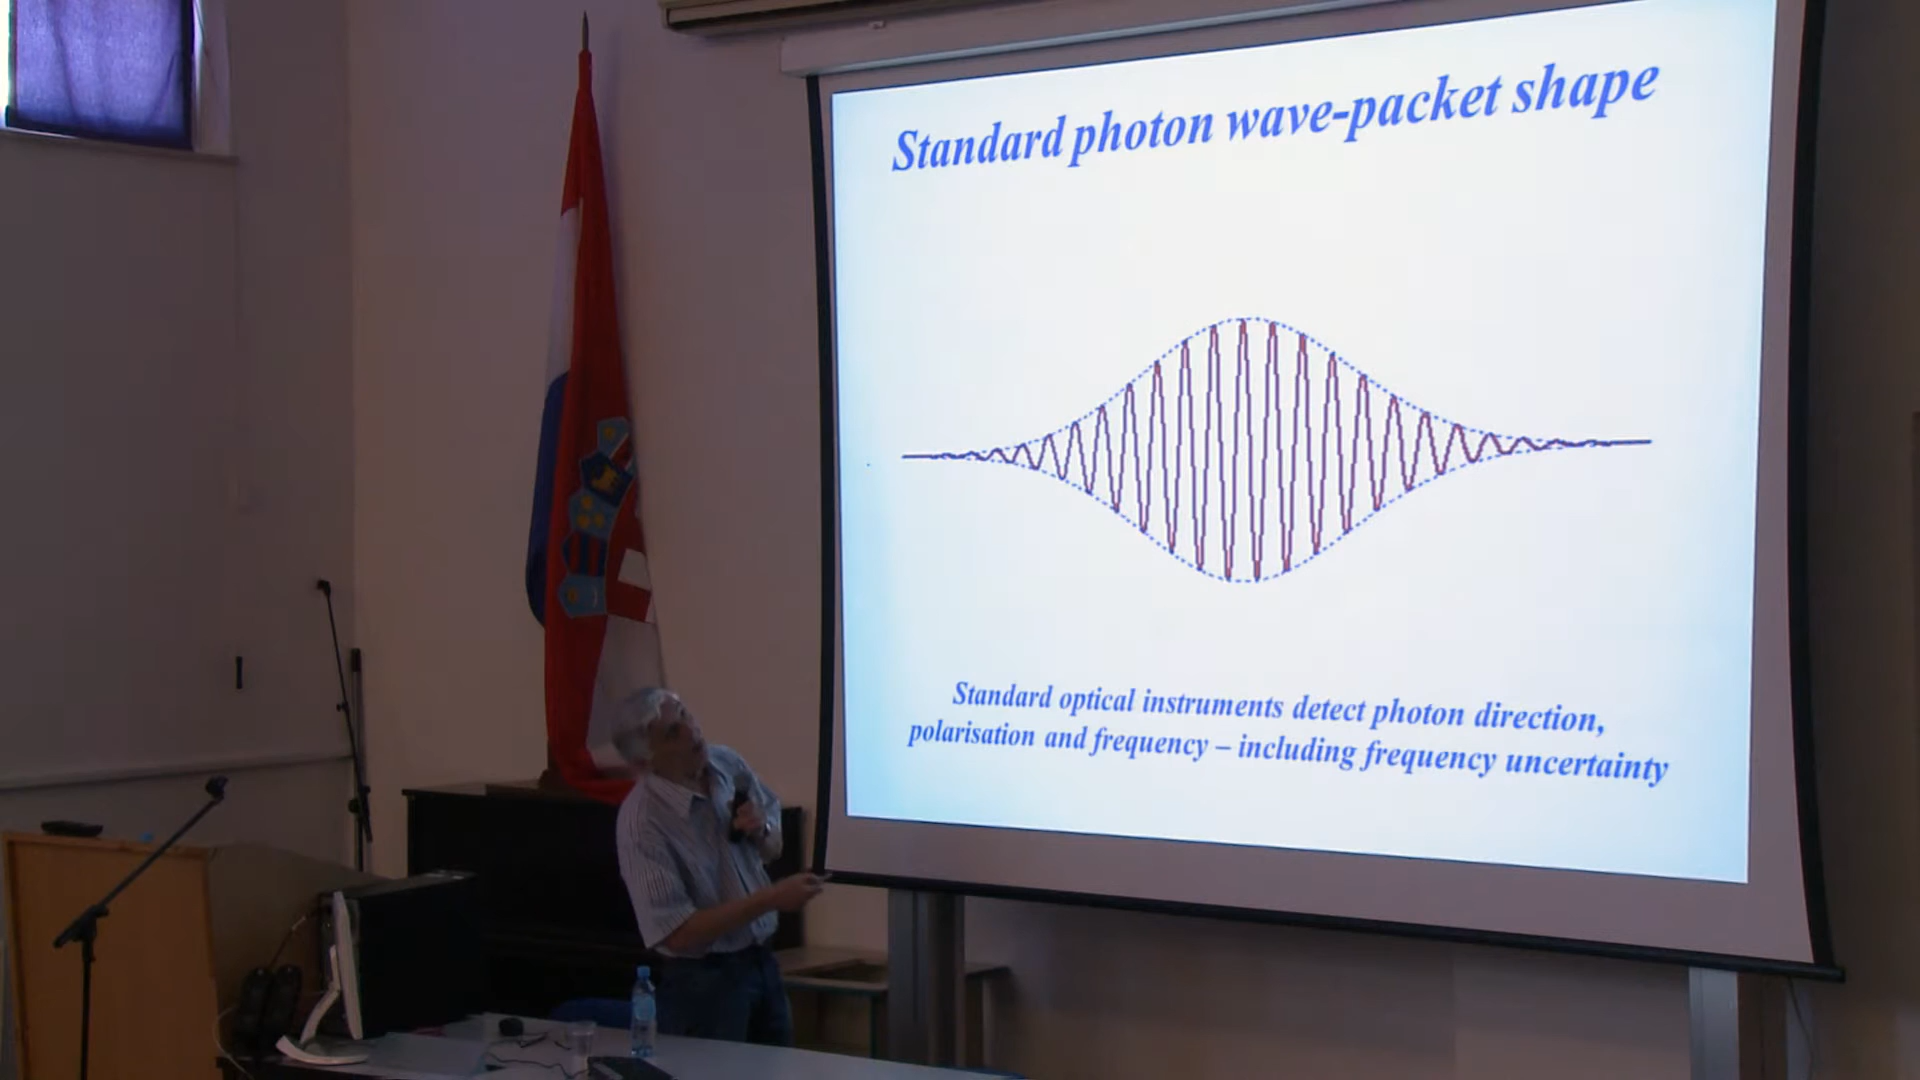 Standard photon wave-packet shape
Standard optical instruments detect photon direction,
polarisation and frequency – including frequency uncertainty